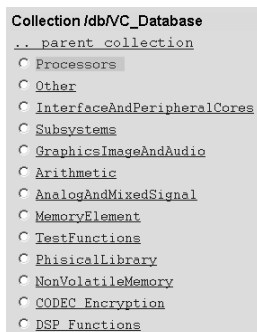 Collection /db/VC_Database
.. parent collection
Processors
Other
InterfaceAndPeripheralCores
Subsystems
GraphicsImageAndAudio
Arithmetic
AnalogAndMixedSignal
MemoryElement
TestFunctions
PhisicalLibrary
NonVolatileMemory
CODEC Encryption
DSP Functions